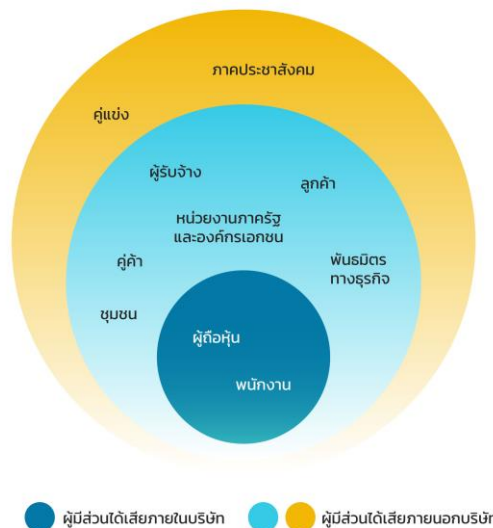 ภาคประชาสังคม
คู่แข่ง
ผู้รับจ้าง
ลูกค้า
หน่วยงานภาครัฐ
และองค์กรเอกชน
คู่ค้า
พันธมิตร
ทางธุรกิจ
ชุมชน
ผู้ถือหุ้น
พนักงาน
ผู้มีส่วนได้เสียภายในบริษัท
ผู้มีส่วนได้เสียภายนอกบริษัท